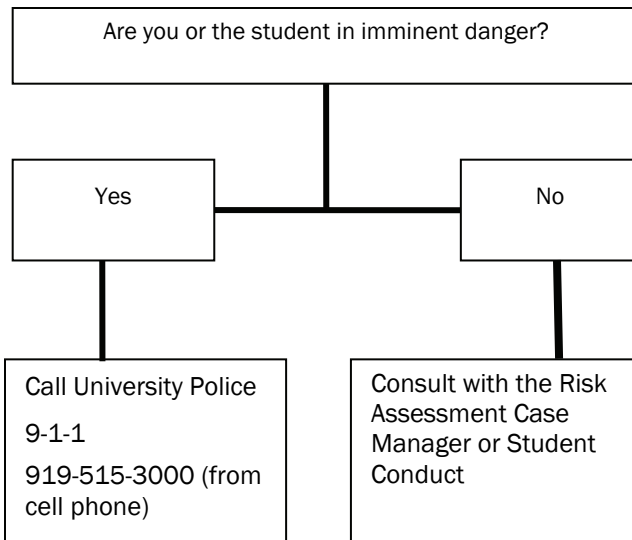 Are you or the student in imminent danger?
Yes
No
Call University Police
9-1-1
919-515-3000 (from
cell phone)
Consult with the Risk
Assessment Case
Manager or Student
Conduct